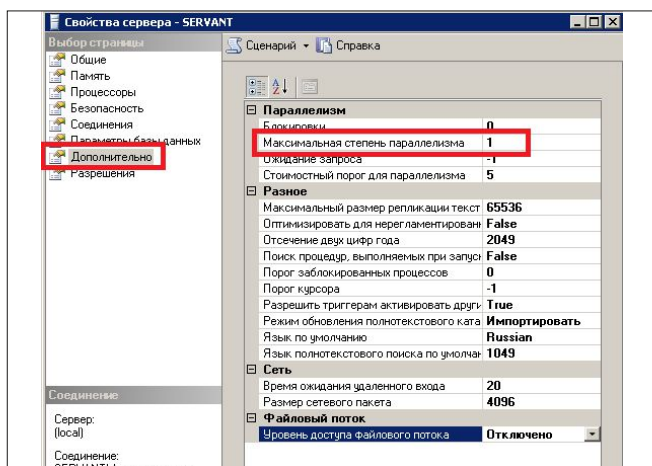 Свойства сервера - SERVANT
Выбор страницы
Общие
Память
Процессоры
Безопасность
Соединения
Параметры базы данных
Дополнительно
Разрешения
Сценарий
Справка
Параллелизм
Блокировки 0
Максимальная степень параллелизма 1
Ожидание запроса -1
Стоимостный порог для параллелизма 5
Разное
Максимальный размер репликации текст 65536
Оптимизировать для нерегламентирован False
Отсечение двух цифр года 2049
Поиск процедур, выполняемых при запуск False
Порог заблокированных процессов 0
Порог курсора -1
Разрешить триггерам активировать други True
Режим обновления полнотекстового ката Импортировать
Язык по умолчанию Russian
Язык полнотекстового поиска по умолчан 1049
Сеть
Время ожидания удаленного входа 20
Размер сетевого пакета 4096
Файловый поток
Уровень доступа файлового потока Отключено
Соединение
Сервер:
(local)
Соединение: